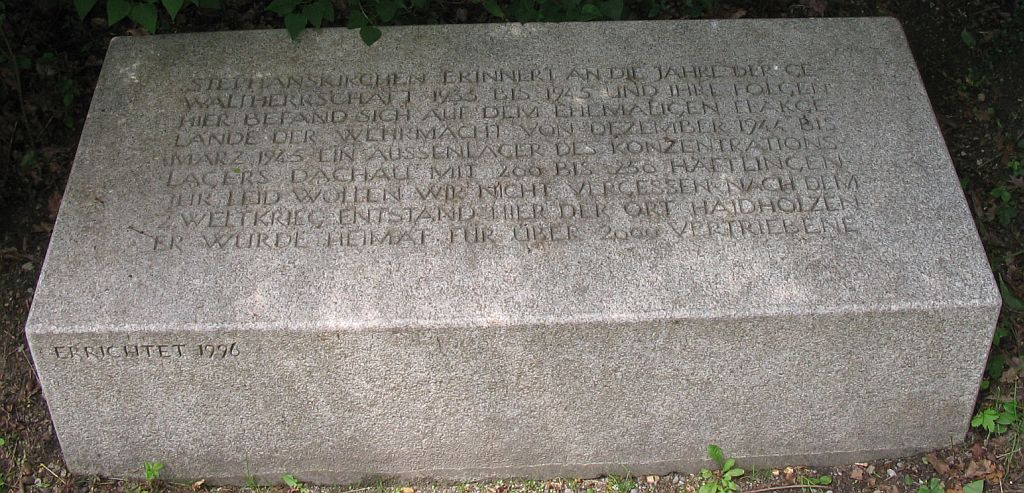 STEPHANSKIRCHEN ERINNERT AN DIE JAHRE DER GE
WALTHERRSCHAFT 1933 BIS 1945 UND IHRE FOLGEN
HIER BEFAND SICH AUF DEM EHEMALIGEN FLAKGE
LÄNDE DER WEHRMACHT VON DEZEMBER 1944 BIS
MÄRZ 1945 EIN AUSSENLAGER DES KONZENTRATIONS
LAGERS DACHAU MIT 200 BIS 250 HÄFTLINGEN
IHR LEID WOLLEN WIR NICHT VERGESSEN NACH DEM
2 WELTKRIEG ENTSTAND HIER DER ORT HAIDHOLZEN
ER WURDE HEIMAT FÜR ÜBER 2000 VERTRIEBENE
ERRICHTET 1996